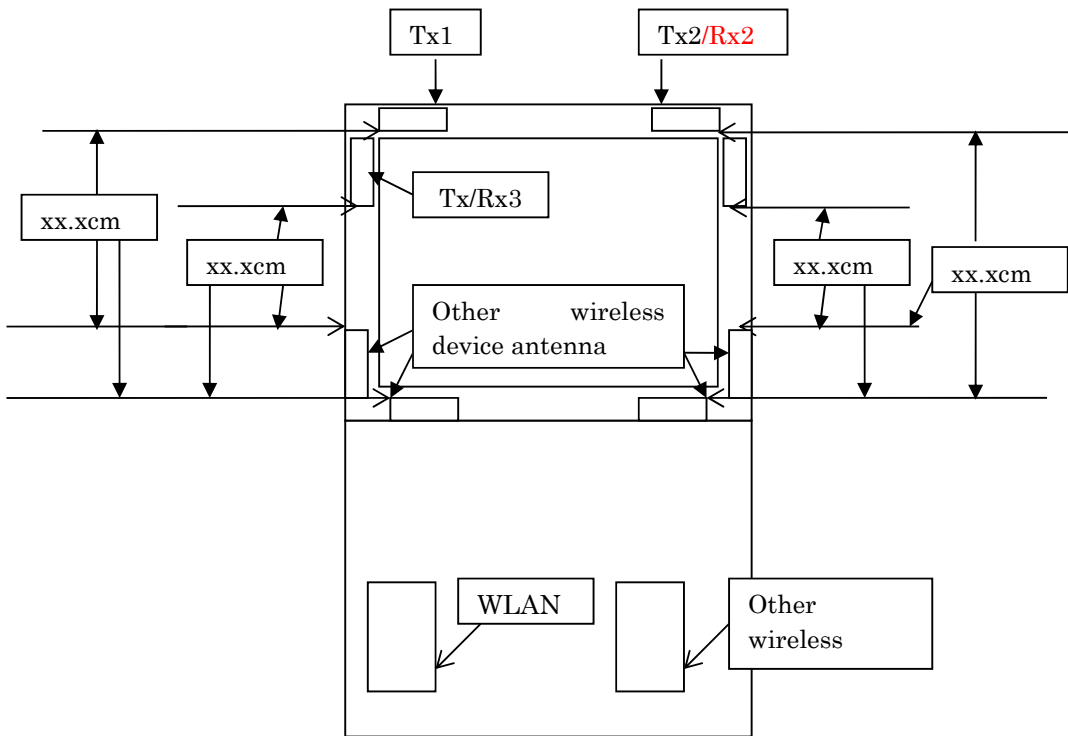 Tx1
Tx2/Rx2
Tx/Rx3
xx.xcm
xx.xcm
xx.xcm
xx.xcm
Other wireless
device antenna
WLAN
Other
wireless